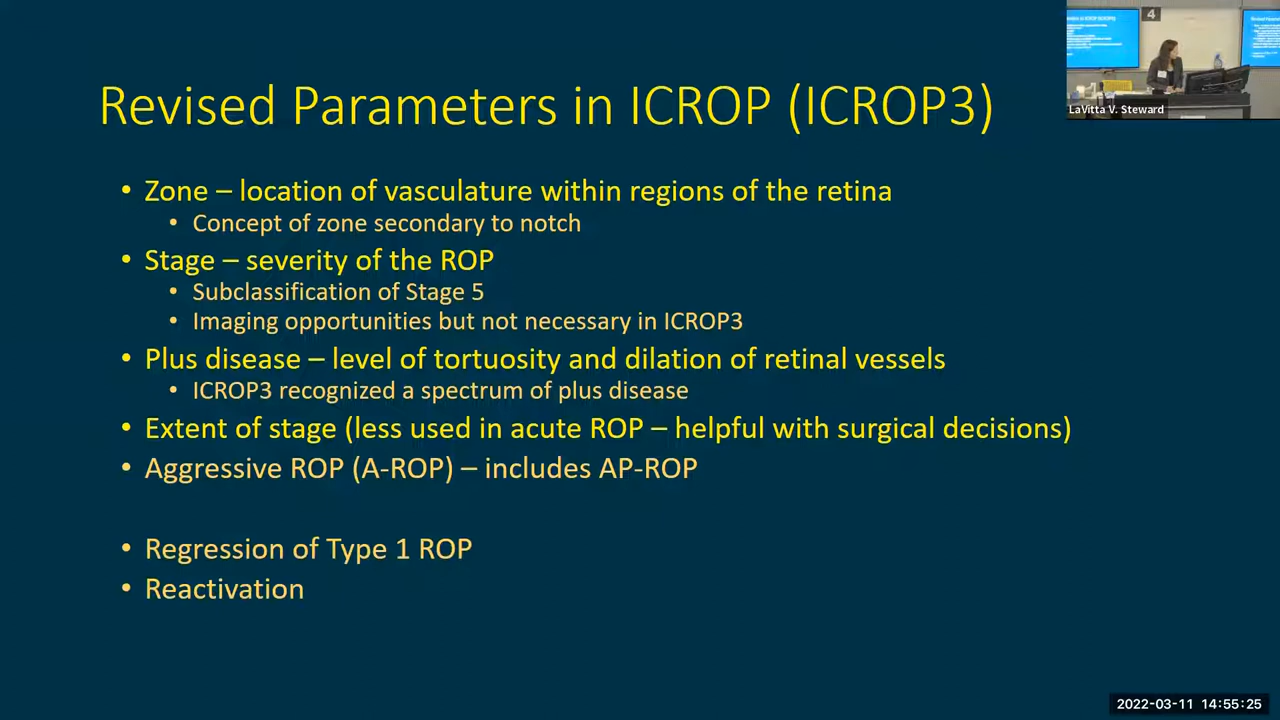 Revised Parameters in ICROP (ICROP3)
• Zone – location of vasculature within regions of the retina
• Concept of zone secondary to notch
• Stage – severity of the ROP
• Subclassification of Stage 5
• Imaging opportunities but not necessary in ICROP3
• Plus disease – level of tortuosity and dilation of retinal vessels
• ICROP3 recognized a spectrum of plus disease
• Extent of stage (less used in acute ROP – helpful with surgical decisions)
• Aggressive ROP (A-ROP) – includes AP-ROP
• Regression of Type 1 ROP
• Reactivation
4
LaVitta V. Steward
2022-03-11 14:55:25